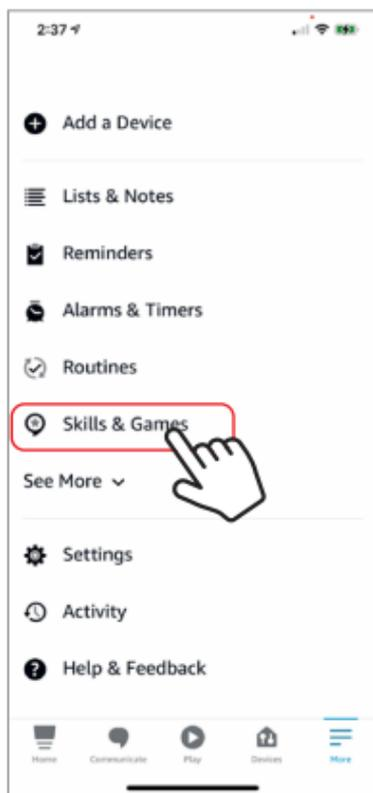 2:37
Add a Device
Lists & Notes
Reminders
Alarms & Timers
Routines
Skills & Games
See More
Settings
Activity
Help & Feedback
Home Communicate Play Devices More